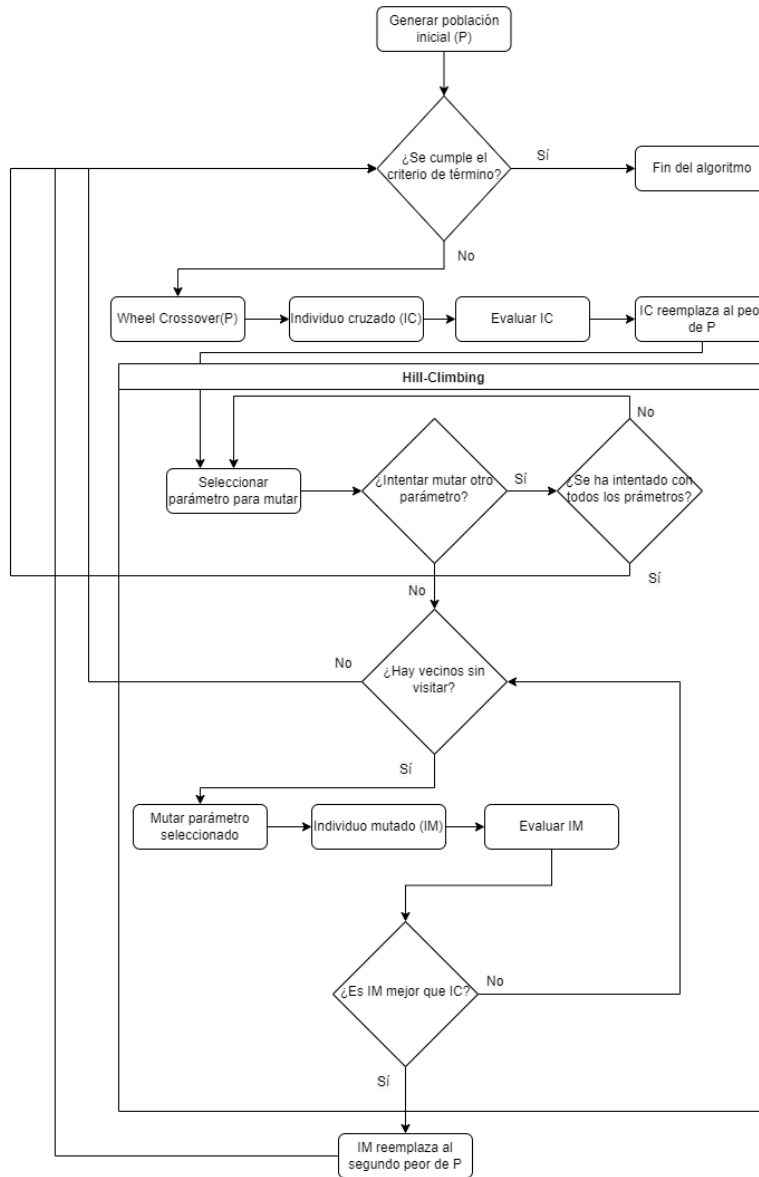 Generar población
inicial (P)
¿Se cumple el
criterio de término?
Sí
Fin del algoritmo
No
Wheel Crossover(P)
Individuo cruzado (IC)
Evaluar IC
IC reemplaza al peor
de P
Hill-Climbing
No
Seleccionar
parámetro para mutar
¿Intentar mutar otro
parámetro?
Sí
¿Se ha intentado con
todos los prámetros?
Sí
No
No
¿Hay vecinos sin
visitar?
Sí
Mutar parámetro
seleccionado
Individuo mutado (IM)
Evaluar IM
¿Es IM mejor que IC?
No
Sí
IM reemplaza al
segundo peor de P